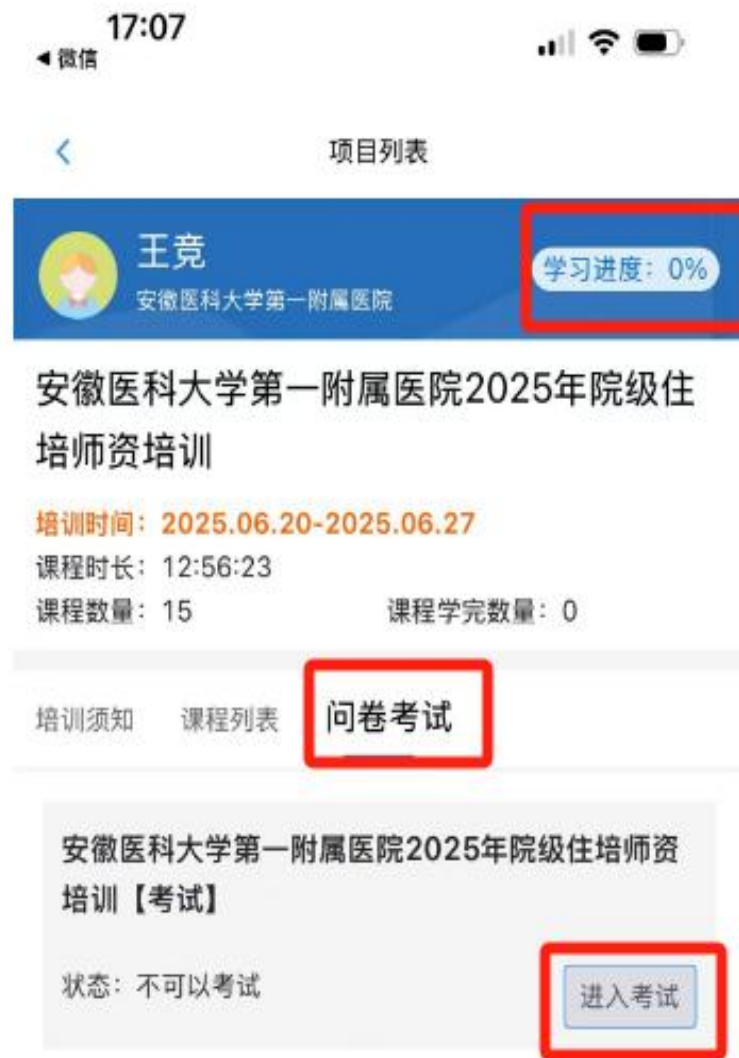 17:07
◀ 微信
项目列表
王竞
学习进度：0%
安徽医科大学第一附属医院
安徽医科大学第一附属医院2025年院级住
培师资培训
培训时间：2025.06.20-2025.06.27
课程时长：12:56:23
课程数量：15 课程学完数量：0
培训须知 课程列表 问卷考试
安徽医科大学第一附属医院2025年院级住培师资
培训【考试】
状态：不可以考试 进入考试